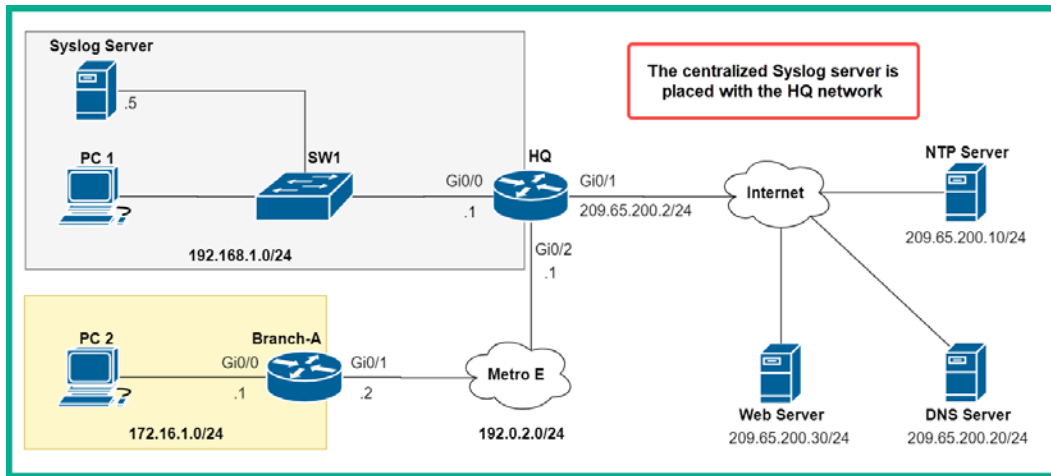 Syslog Server
.5
The centralized Syslog server is
placed with the HQ network
PC 1
SW1
HQ
NTP Server
Gi0/0
Gi0/1
Internet
.1
209.65.200.2/24
209.65.200.10/24
192.168.1.0/24
Gi0/2
.1
PC 2
Branch-A
Gi0/0
Gi0/1
Metro E
.1
.2
Web Server
DNS Server
172.16.1.0/24
192.0.2.0/24
209.65.200.30/24
209.65.200.20/24